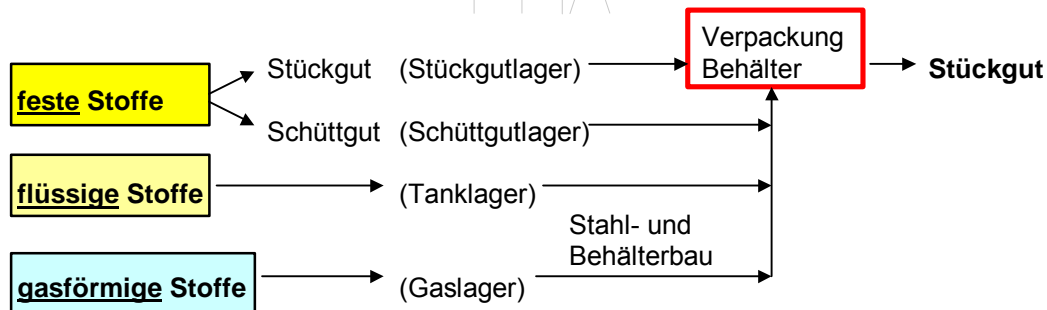 Verpackung
Behälter
Stückgut (Stückgutlager)
Stückgut
feste Stoffe
Schüttgut (Schüttgutlager)
flüssige Stoffe
(Tanklager)
Stahl- und
Behälterbau
gasförmige Stoffe
(Gaslager)